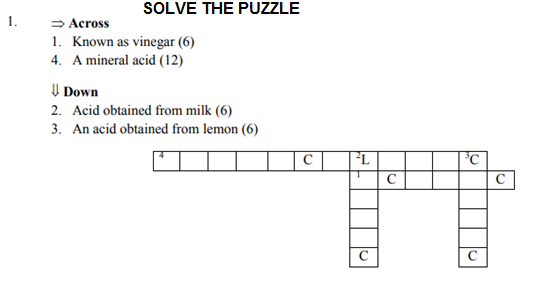 SOLVE THE PUZZLE
1. ⇒ Across
1. Known as vinegar (6)
4. A mineral acid (12)
⇓ Down
2. Acid obtained from milk (6)
3. An acid obtained from lemon (6)
4 C 2L 3C
1 C C
C C